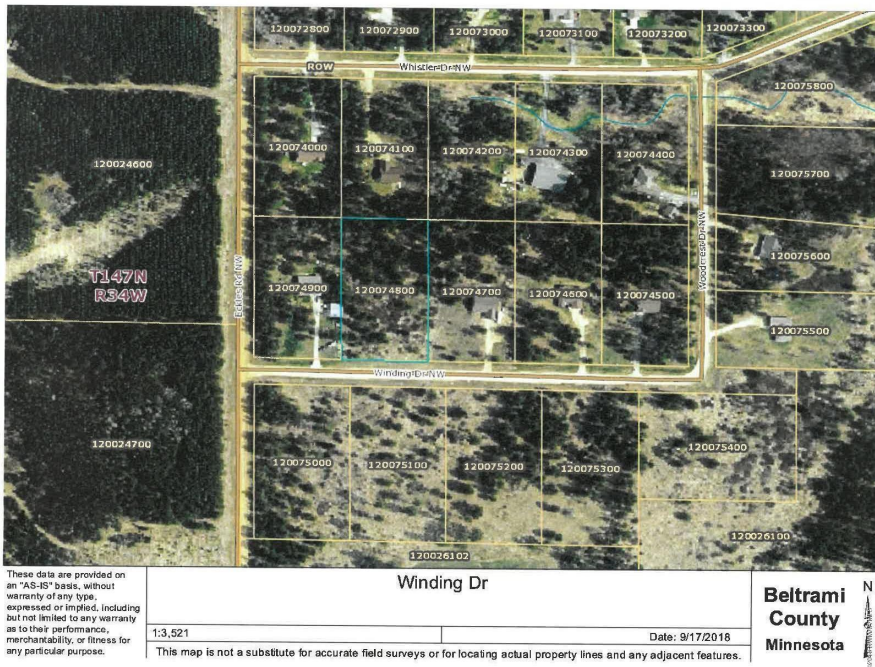 120072800
120072900
120073000
120073100
120073200
120073300
ROW
Whistler Dr NW
120075800
120074000
120074100
120074200
120074300
120074400
120024600
120075700
T147N
R34W
Eckles Rd NW
Woodcrest Dr NW
120075600
120074900
120074800
120074700
120074600
120074500
120075500
Winding Dr NW
120024700
120075000
120075100
120075200
120075300
120075400
120026100
120026102
These data are provided on
an "AS-IS" basis, without
warranty of any type,
expressed or implied, including
but not limited to any warranty
as to their performance,
merchantability, or fitness for
any particular purpose.
Winding Dr
1:3,521
Date: 9/17/2018
This map is not a substitute for accurate field surveys or for locating actual property lines and any adjacent features.
Beltrami
County
Minnesota
N